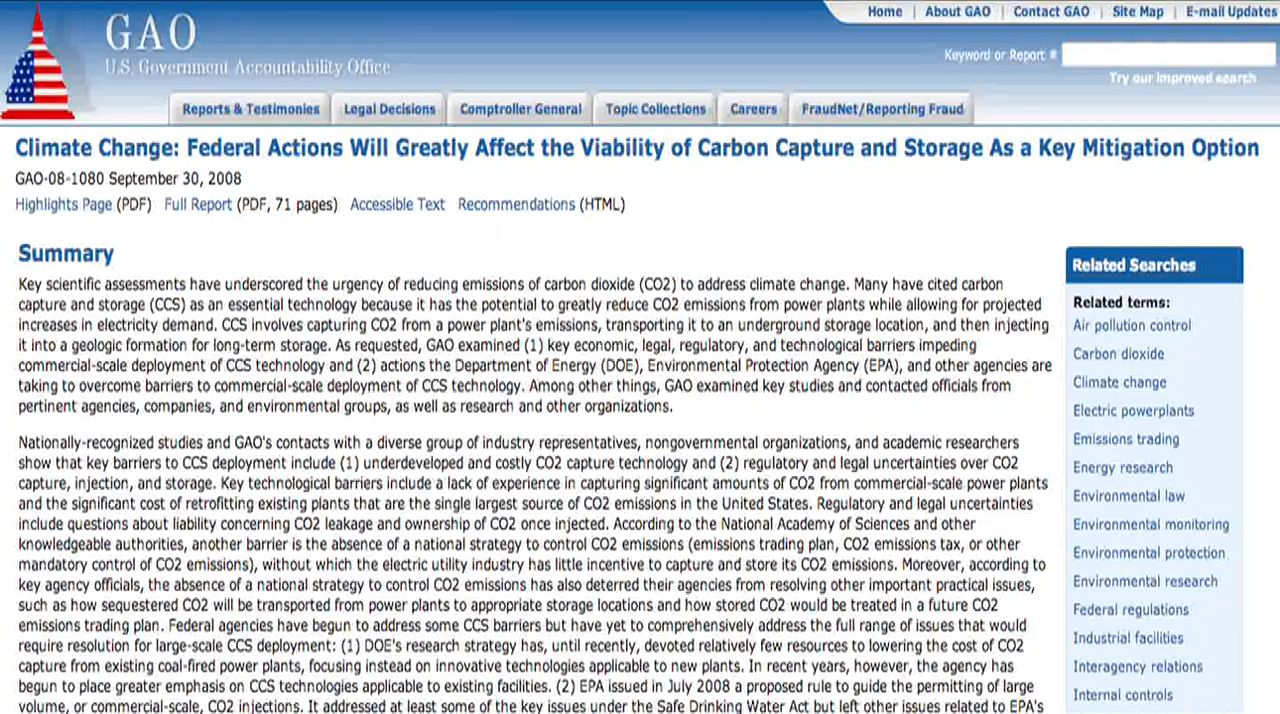 Home | About GAO | Contact GAO | Site Map | E-mail Updates
GAO
U.S. Government Accountability Office
Keyword or Report #
Try our improved search
Reports & Testimonies
Legal Decisions
Comptroller General
Topic Collections
Careers
FraudNet/Reporting Fraud
Climate Change: Federal Actions Will Greatly Affect the Viability of Carbon Capture and Storage As a Key Mitigation Option
GAO-08-1080 September 30, 2008
Highlights Page (PDF) Full Report (PDF, 71 pages) Accessible Text Recommendations (HTML)
Summary
Key scientific assessments have underscored the urgency of reducing emissions of carbon dioxide (CO2) to address climate change. Many have cited carbon
capture and storage (CCS) as an essential technology because it has the potential to greatly reduce CO2 emissions from power plants while allowing for projected
increases in electricity demand. CCS involves capturing CO2 from a power plant's emissions, transporting it to an underground storage location, and then injecting
it into a geologic formation for long-term storage. As requested, GAO examined (1) key economic, legal, regulatory, and technological barriers impeding
commercial-scale deployment of CCS technology and (2) actions the Department of Energy (DOE), Environmental Protection Agency (EPA), and other agencies are
taking to overcome barriers to commercial-scale deployment of CCS technology. Among other things, GAO examined key studies and contacted officials from
pertinent agencies, companies, and environmental groups, as well as research and other organizations.
Nationally-recognized studies and GAO's contacts with a diverse group of industry representatives, nongovernmental organizations, and academic researchers
show that key barriers to CCS deployment include (1) underdeveloped and costly CO2 capture technology and (2) regulatory and legal uncertainties over CO2
capture, injection, and storage. Key technological barriers include a lack of experience in capturing significant amounts of CO2 from commercial-scale power plants
and the significant cost of retrofitting existing plants that are the single largest source of CO2 emissions in the United States. Regulatory and legal uncertainties
include questions about liability concerning CO2 leakage and ownership of CO2 once injected. According to the National Academy of Sciences and other
knowledgeable authorities, another barrier is the absence of a national strategy to control CO2 emissions (emissions trading plan, CO2 emissions tax, or other
mandatory control of CO2 emissions), without which the electric utility industry has little incentive to capture and store its CO2 emissions. Moreover, according to
key agency officials, the absence of a national strategy to control CO2 emissions has also deterred their agencies from resolving other important practical issues,
such as how sequestered CO2 will be transported from power plants to appropriate storage locations and how stored CO2 would be treated in a future CO2
emissions trading plan. Federal agencies have begun to address some CCS barriers but have yet to comprehensively address the full range of issues that would
require resolution for large-scale CCS deployment: (1) DOE's research strategy has, until recently, devoted relatively few resources to lowering the cost of CO2
capture from existing coal-fired power plants, focusing instead on innovative technologies applicable to new plants. In recent years, however, the agency has
begun to place greater emphasis on CCS technologies applicable to existing facilities. (2) EPA issued in July 2008 a proposed rule to guide the permitting of large
volume, or commercial-scale, CO2 injections. It addressed at least some of the key issues under the Safe Drinking Water Act but left other issues related to EPA's
Related Searches
Related terms:
Air pollution control
Carbon dioxide
Climate change
Electric powerplants
Emissions trading
Energy research
Environmental law
Environmental monitoring
Environmental protection
Environmental research
Federal regulations
Industrial facilities
Interagency relations
Internal controls